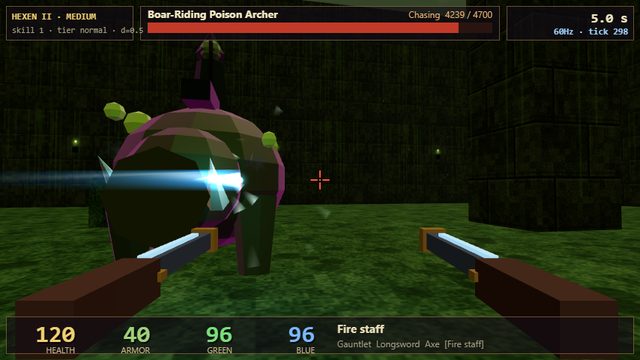 HEXEN II · MEDIUM
skill 1 · tier normal · d=0.5
Boar-Riding Poison Archer
Chasing 4239 / 4700
5.0 s
60Hz · tick 298
120
HEALTH
40
ARMOR
96
GREEN
96
BLUE
Fire staff
Gauntlet Longsword Axe [Fire staff]